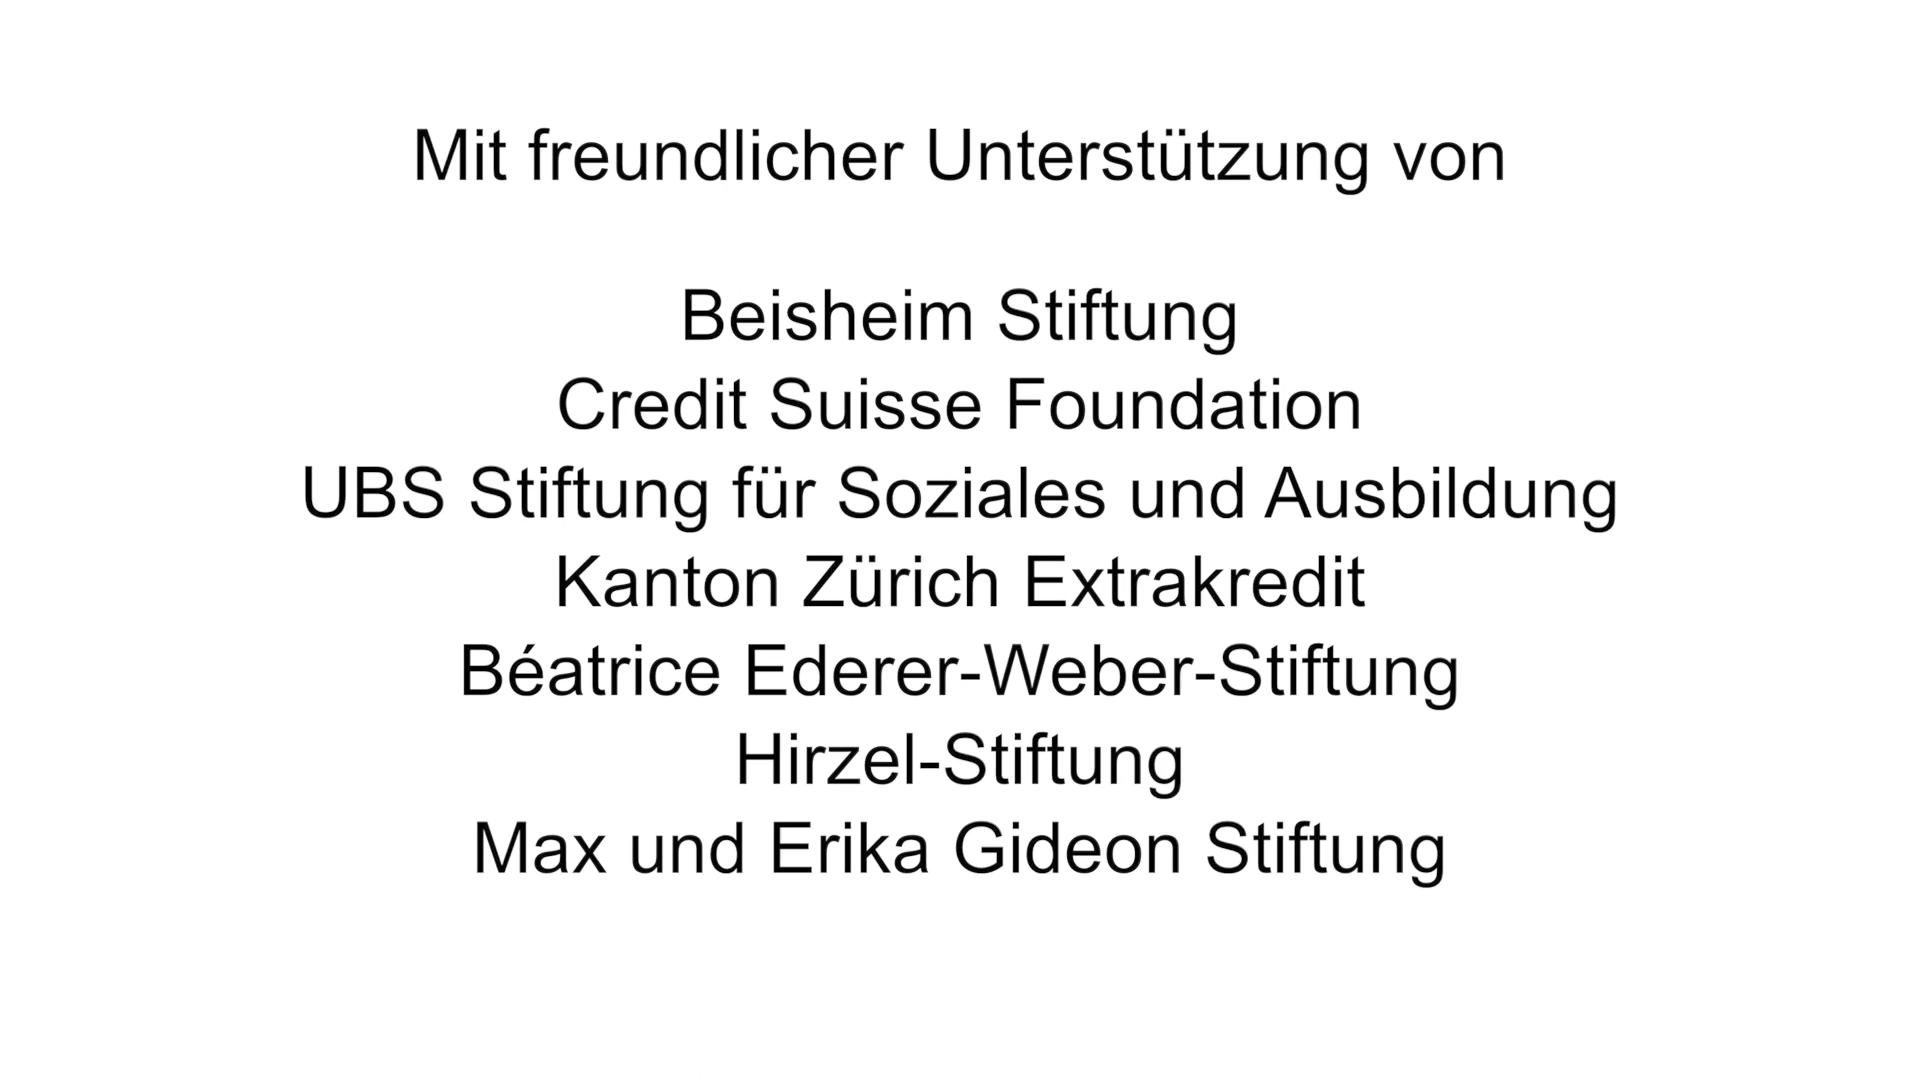 Mit freundlicher Unterstützung von
Beisheim Stiftung
Credit Suisse Foundation
UBS Stiftung für Soziales und Ausbildung
Kanton Zürich Extrakredit
Béatrice Ederer-Weber-Stiftung
Hirzel-Stiftung
Max und Erika Gideon Stiftung